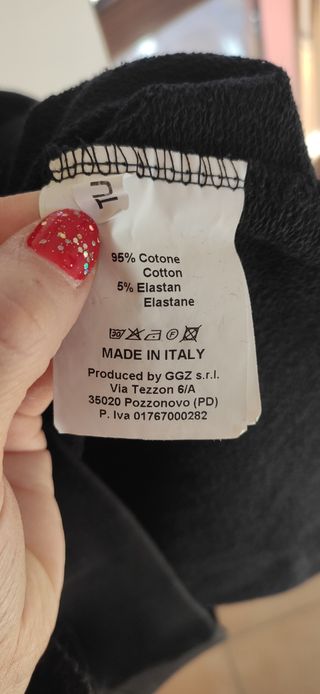 TU
95% Cotone
Cotton
5% Elastan
Elastane
30
MADE IN ITALY
Produced by GGZ s.r.l.
Via Tezzon 6/A
35020 Pozzonovo (PD)
P. Iva 01767000282